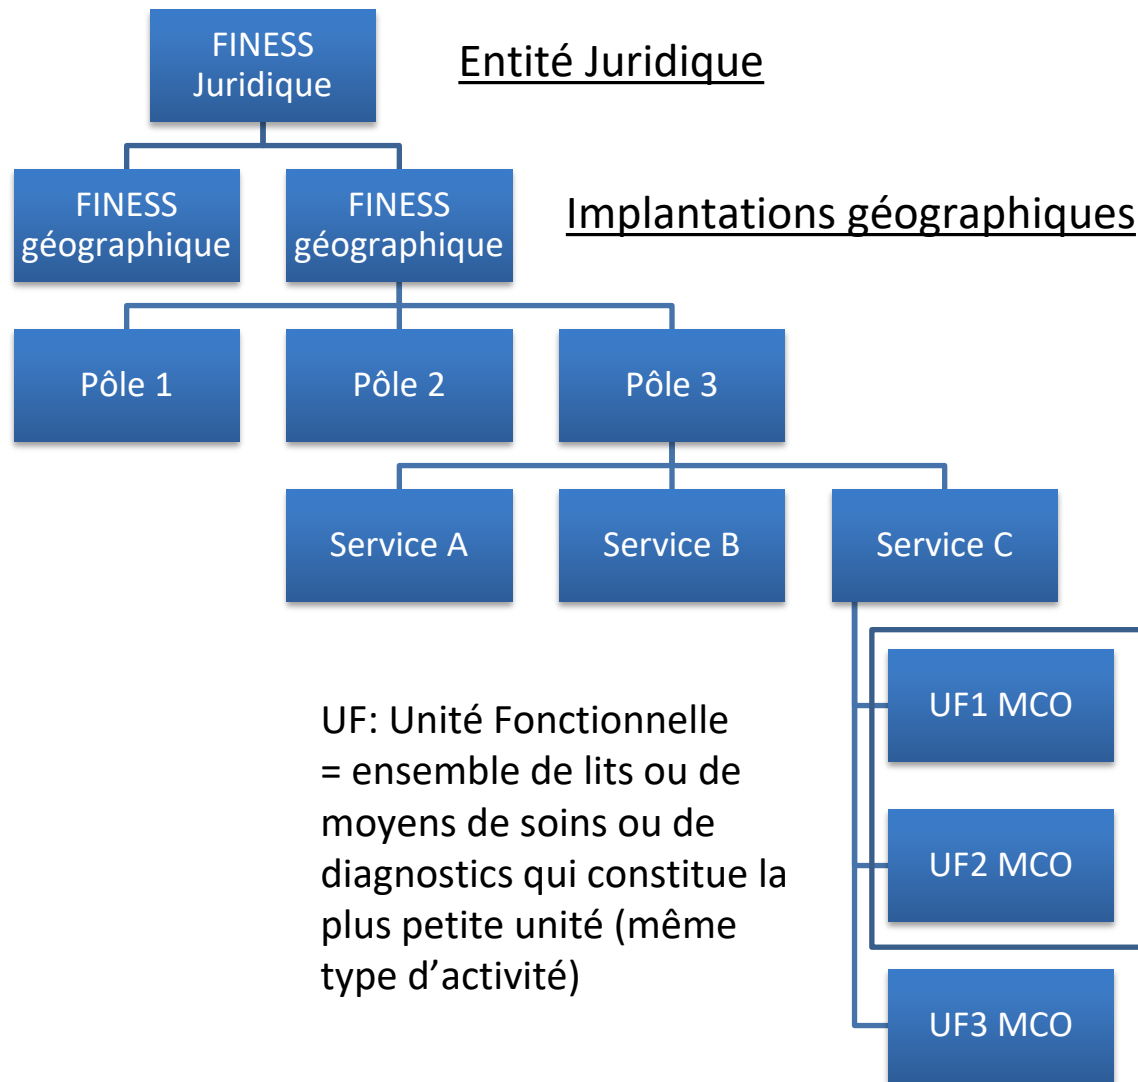 FINESS
Juridique
Entité Juridique
FINESS
géographique
FINESS
géographique
Implantations géographiques
Pôle 1
Pôle 2
Pôle 3
Service A
Service B
Service C
UF: Unité Fonctionnelle
= ensemble de lits ou de
moyens de soins ou de
diagnostics qui constitue la
plus petite unité (même
type d’activité)
UF1 MCO
UF2 MCO
UF3 MCO